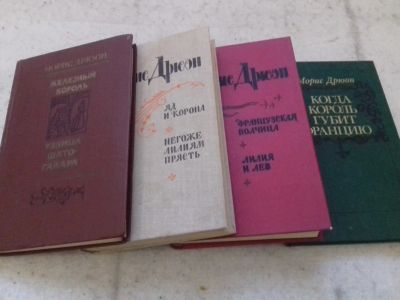 МОРИС ДРЮОН
ЖЕЛЕЗНЫЙ
КОРОЛЬ
УЗНИЦА
ШАТО-
ГАЙАРА
ИС ДРЮОН
ЯД
И КОРОНА
НЕГОЖЕ
ЛИЛИЯМ
ПРЯСТЬ
ИС ДРЮОН
ФРАНЦУЗСКАЯ
ВОЛЧИЦА
ЛИЛИЯ
И ЛЕВ
Морис Дрюон
КОГДА
КОРОЛЬ
ГУБИТ
ФРАНЦИЮ